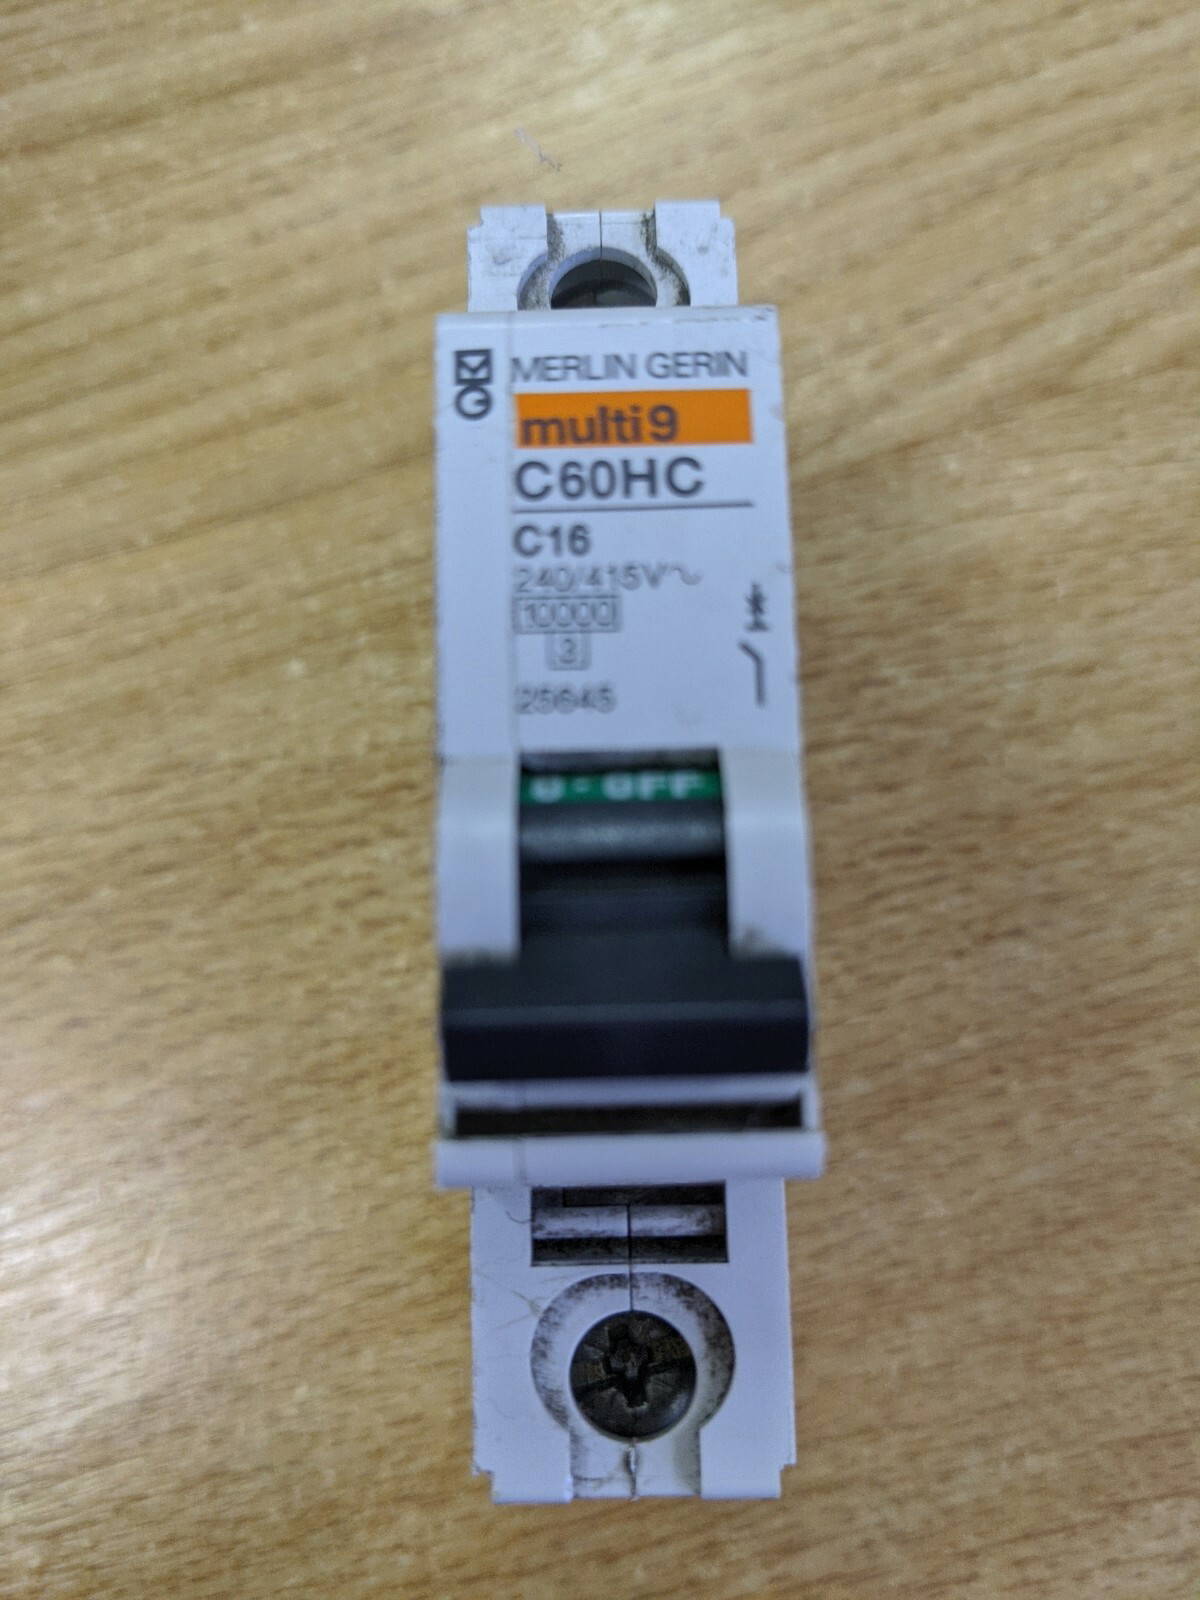 MERLIN GERIN
multi9
C60HC
C16
240/415V~
10000
3
25645
O-OFF